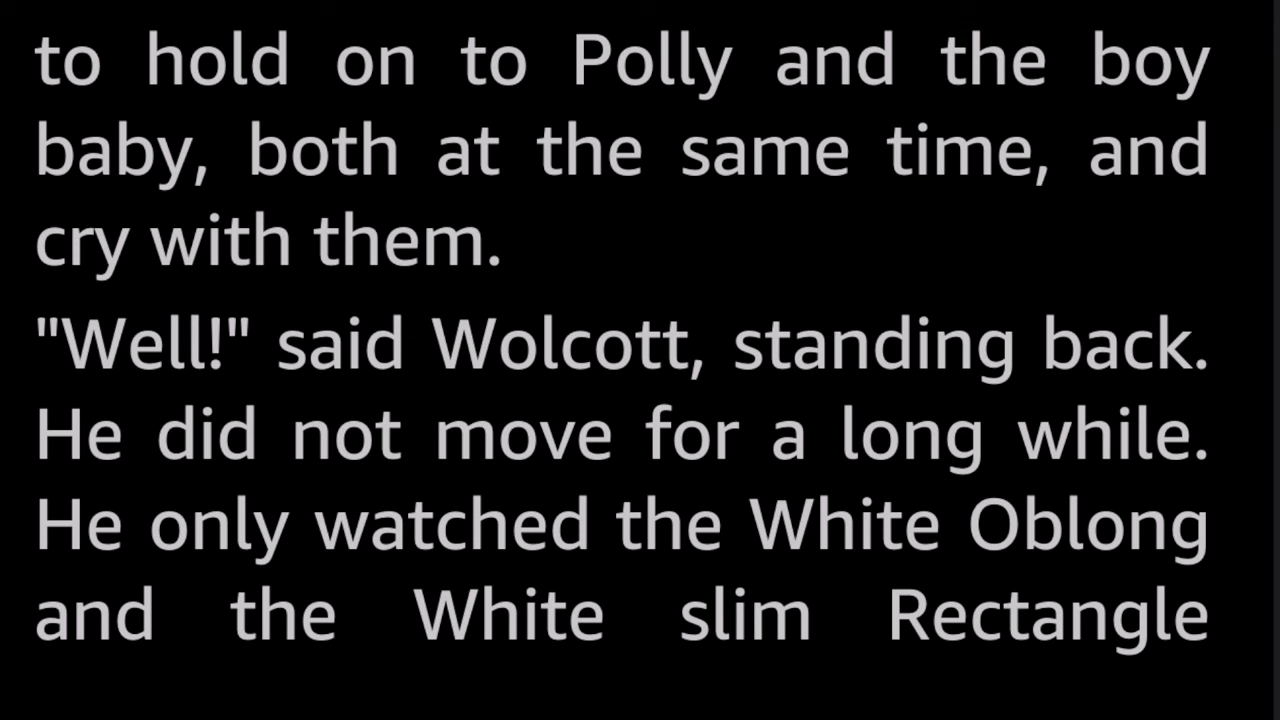 to hold on to Polly and the boy
baby, both at the same time, and
cry with them.
"Well!" said Wolcott, standing back.
He did not move for a long while.
He only watched the White Oblong
and the White slim Rectangle